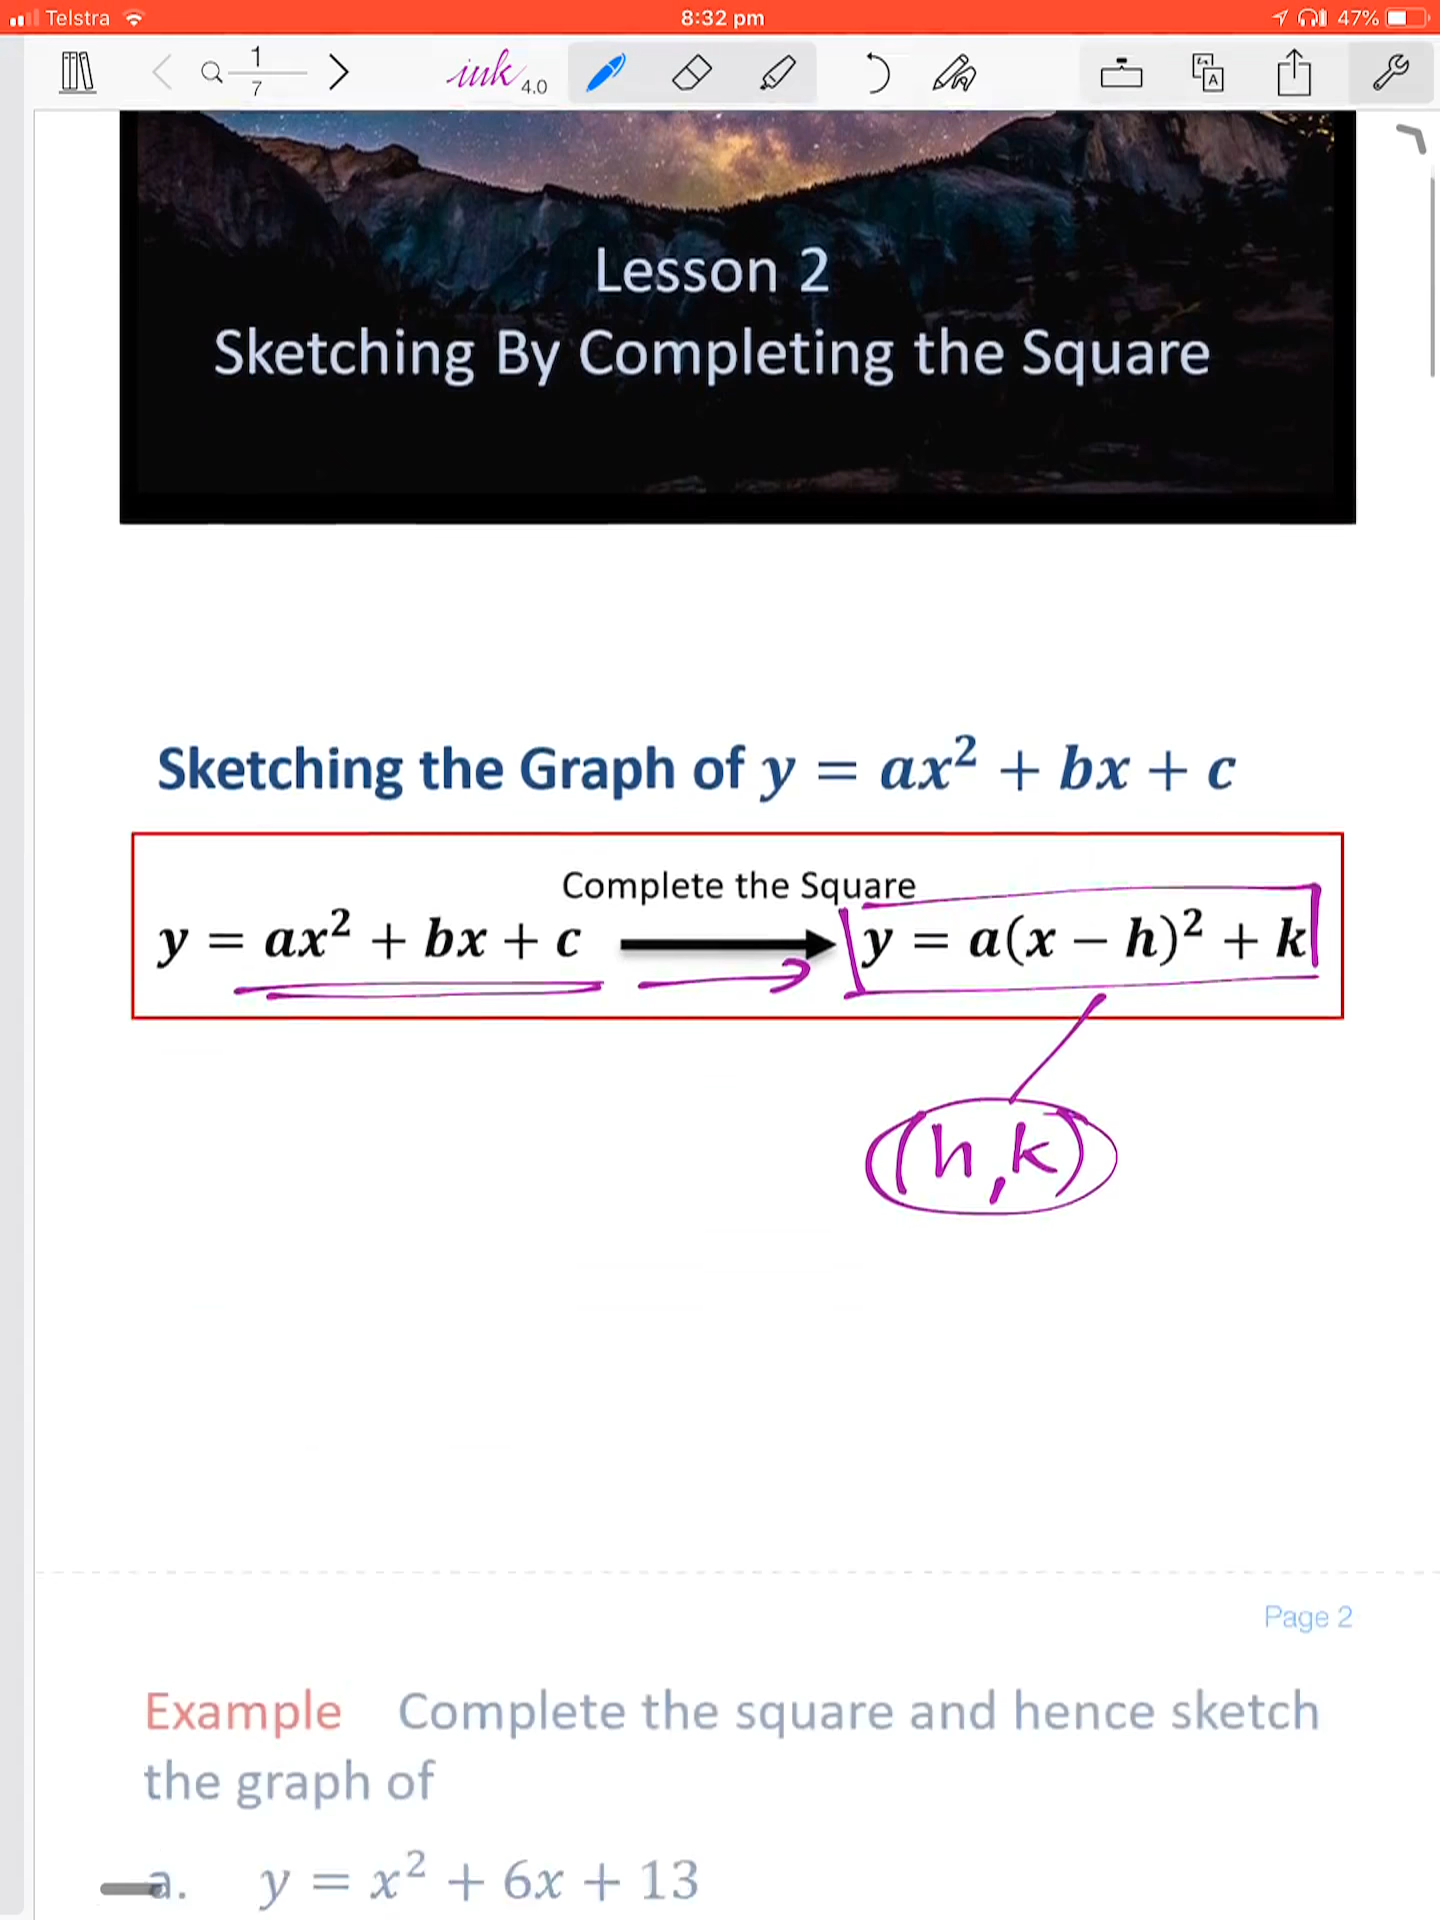 Telstra 8:32 pm 47%
1
7
ink 4.0
A
Lesson 2
Sketching By Completing the Square
Sketching the Graph of y = ax² + bx + c
Complete the Square
y = ax² + bx + c y = a(x − h)² + k
(h,k)
Page 2
Example Complete the square and hence sketch
the graph of
a. y = x² + 6x + 13